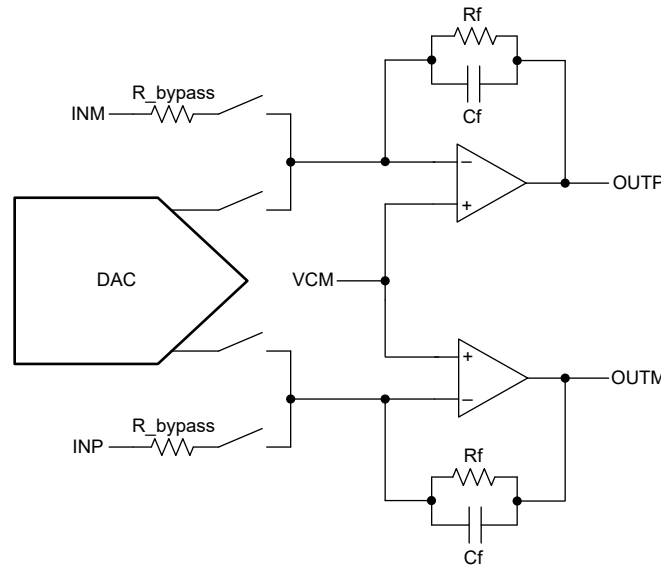 Rf
R_bypass
INM
Cf
−
OUTP
+
DAC
VCM
+
OUTM
−
R_bypass
INP
Rf
Cf